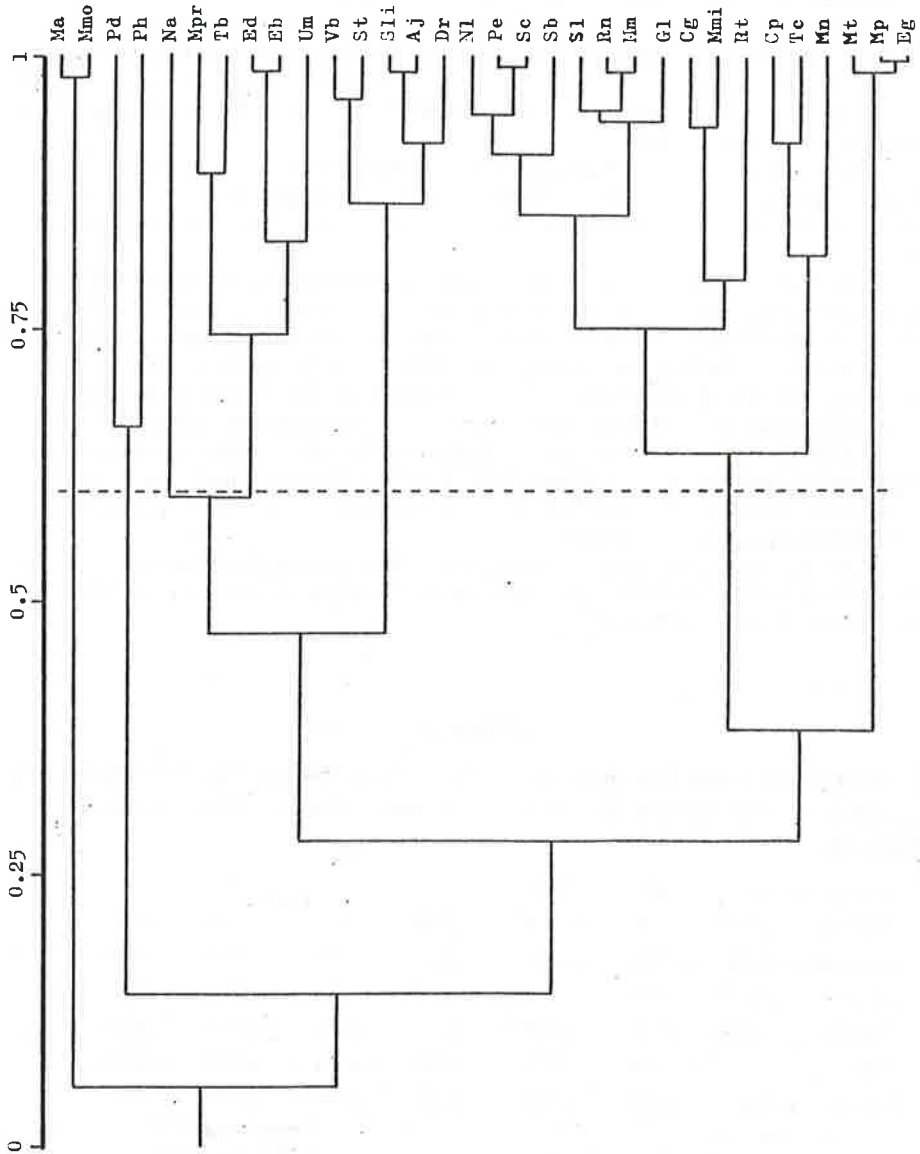 Ma
Mmo
Pd
Ph
Na
Mpr
Tb
Ed
Eb
Um
Vb
St
Gli
Aj
Dr
Nl
Pe
Sc
Sb
Sl
Rn
Hm
Gl
Cg
Mmi
Rt
Cp
Tc
Mn
Mt
Mp
Eg
1
0.75
0.5
0.25
0